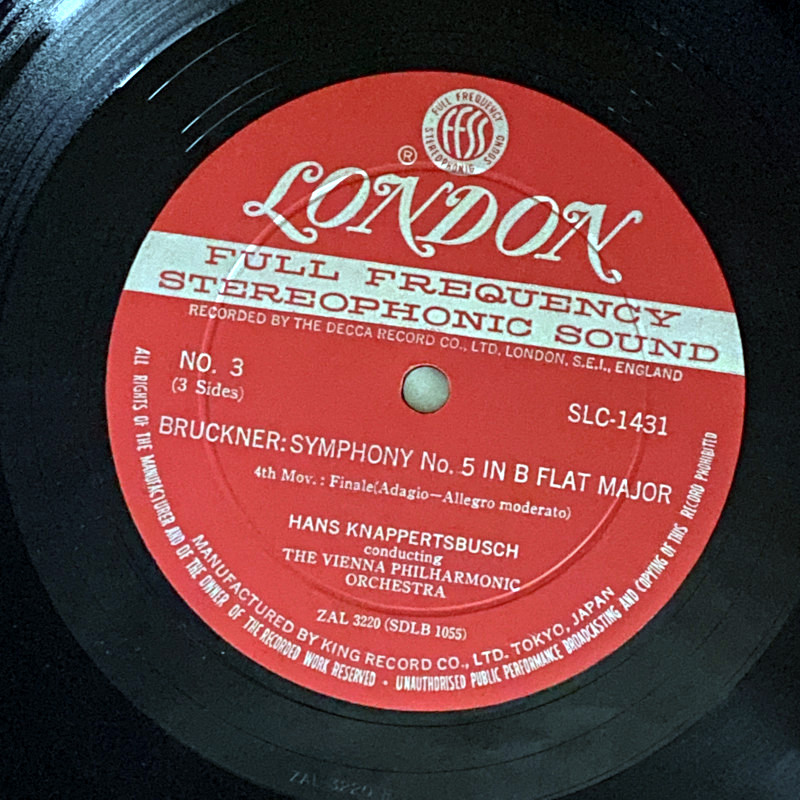 FULL FREQUENCY
FFSS
STEREOPHONIC SOUND
®
LONDON
FULL FREQUENCY
STEREOPHONIC SOUND
RECORDED BY THE DECCA RECORD CO., LTD. LONDON, S.E.I., ENGLAND
NO. 3
(3 Sides)
SLC-1431
BRUCKNER: SYMPHONY No. 5 IN B FLAT MAJOR
4th Mov. : Finale(Adagio—Allegro moderato)
HANS KNAPPERTSBUSCH
conducting
THE VIENNA PHILHARMONIC
ORCHESTRA
ZAL 3220 (SDLB 1055)
MANUFACTURED BY KING RECORD CO., LTD. TOKYO, JAPAN
ALL RIGHTS OF THE MANUFACTURER AND OF THE OWNER OF THE RECORDED WORK RESERVED • UNAUTHORISED PUBLIC PERFORMANCE BROADCASTING AND COPYING OF THIS RECORD PROHIBITED
ZAL 3220